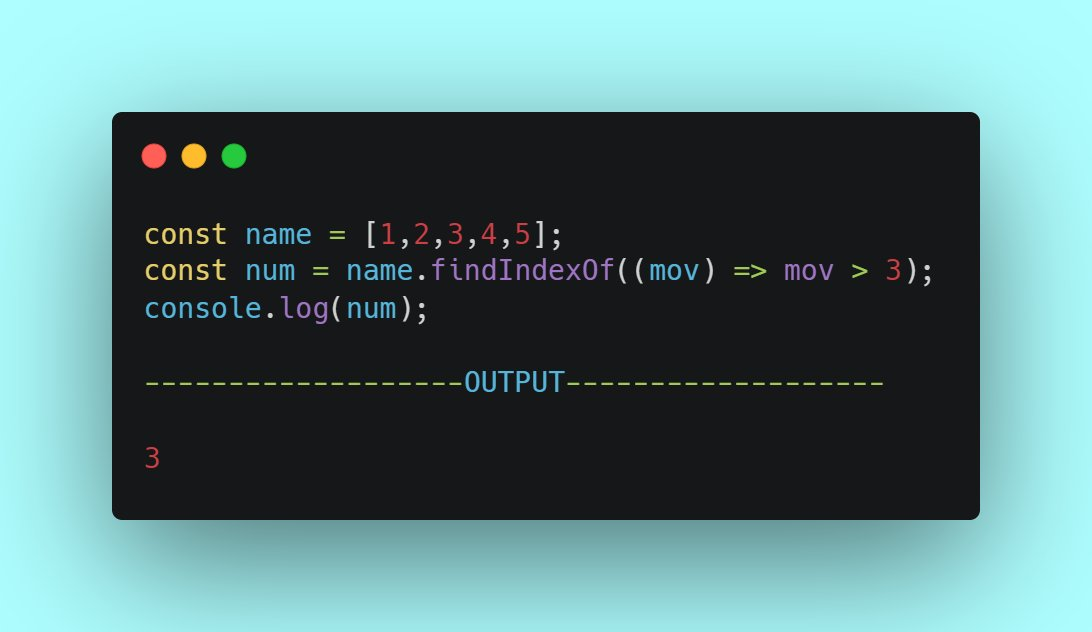 const name = [1,2,3,4,5];
const num = name.findIndexOf((mov) => mov > 3);
console.log(num);
-------------------OUTPUT-------------------
3